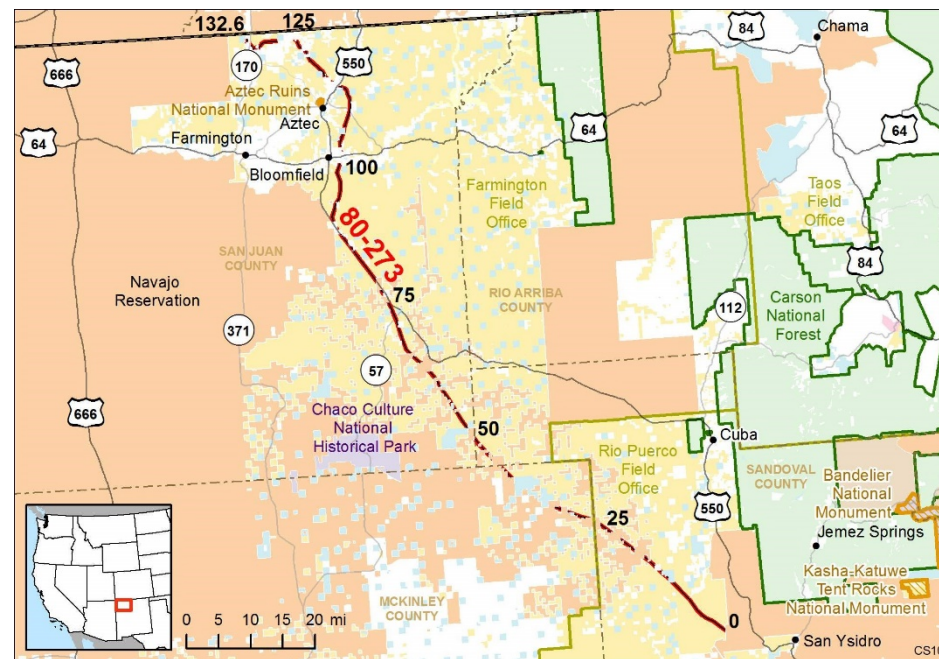 132.6
125
84
Chama
666
550
170
Aztec Ruins
National Monument
Aztec
64
Farmington
64
64
Bloomfield
100
Farmington
Field
Office
Taos
Field
Office
80-273
SAN JUAN
COUNTY
84
Navajo
Reservation
75
RIO ARRIBA
COUNTY
112
Carson
National
Forest
371
57
666
Chaco Culture
National
Historical Park
50
Cuba
Rio Puerco
Field
Office
SANDOVAL
COUNTY
Bandelier
National
Monument
550
25
Jemez Springs
Kasha-Katuwe
Tent Rocks
National Monument
MCKINLEY
COUNTY
0
0 5 10 20 mi
San Ysidro
CS10